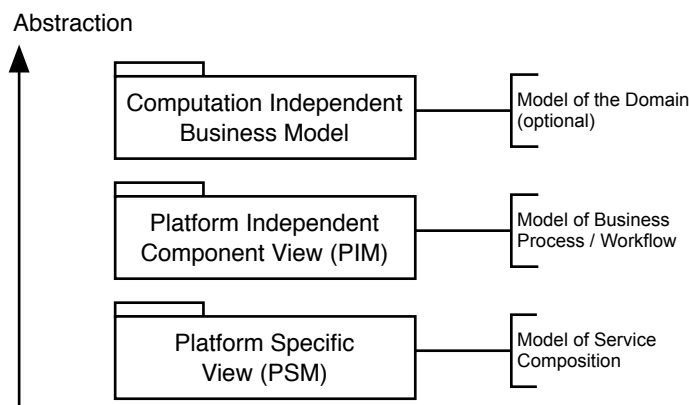 Abstraction
Computation Independent
Business Model
Model of the Domain
(optional)
Platform Independent
Component View (PIM)
Model of Business
Process / Workflow
Platform Specific
View (PSM)
Model of Service
Composition